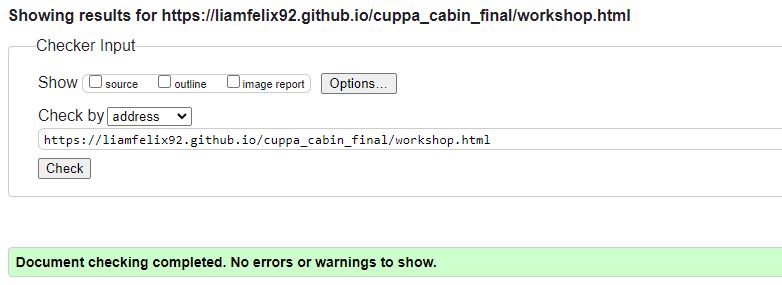 Showing results for https://liamfelix92.github.io/cuppa_cabin_final/workshop.html
Checker Input
Show source outline image report Options...
Check by address
https://liamfelix92.github.io/cuppa_cabin_final/workshop.html
Check
Document checking completed. No errors or warnings to show.